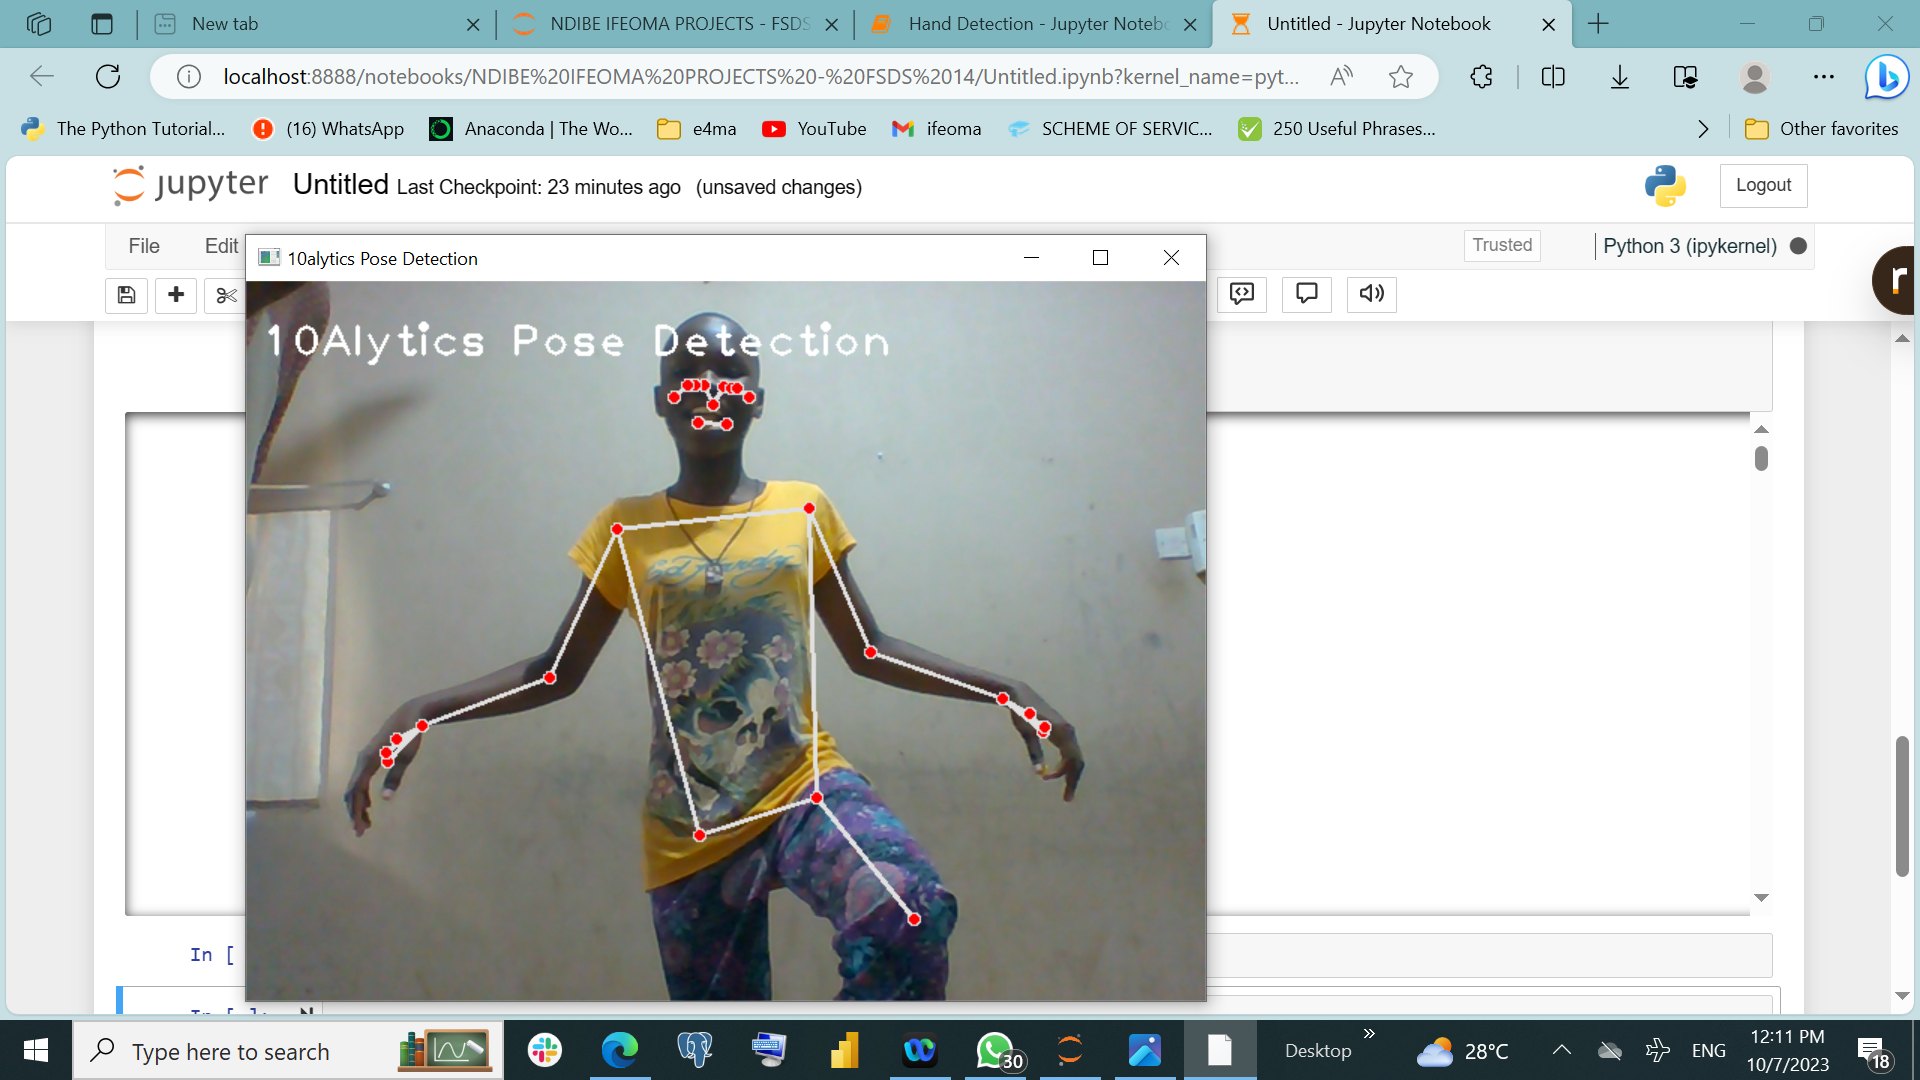 New tab
NDIBE IFEOMA PROJECTS - FSDS
Hand Detection - Jupyter Notebo
Untitled - Jupyter Notebook
localhost:8888/notebooks/NDIBE%20IFEOMA%20PROJECTS%20-%20FSDS%2014/Untitled.ipynb?kernel_name=pyt...
The Python Tutorial...
(16) WhatsApp
Anaconda | The Wo...
e4ma
YouTube
ifeoma
SCHEME OF SERVIC...
250 Useful Phrases...
Other favorites
jupyter
Untitled Last Checkpoint: 23 minutes ago (unsaved changes)
Logout
File
Edit
Trusted
Python 3 (ipykernel)
r
10alytics Pose Detection
10Alytics Pose Detection
In [
In [ ]:
Type here to search
30
Desktop
28°C
ENG
12:11 PM
10/7/2023
18